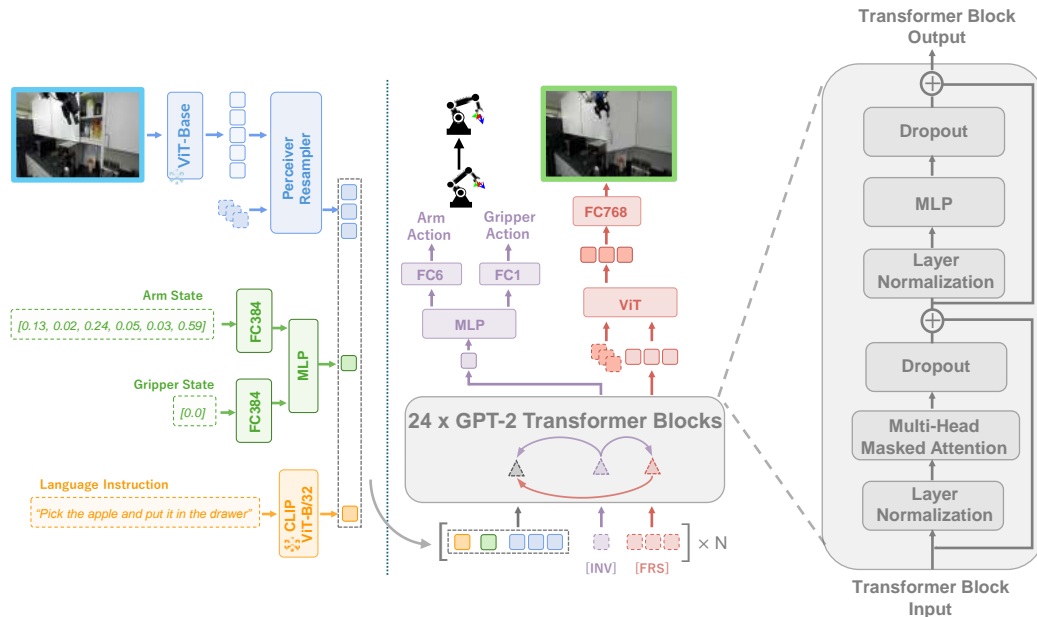 ViT-Base
Perceiver
Resampler
Arm State
[0.13, 0.02, 0.24, 0.05, 0.03, 0.59]
FC384
Gripper State
[0.0]
FC384
MLP
Language Instruction
“Pick the apple and put it in the drawer”
CLIP
ViT-B/32
Arm
Action
Gripper
Action
FC6
FC1
MLP
FC768
ViT
24 x GPT-2 Transformer Blocks
[INV]
[FRS]
× N
Transformer Block
Output
Dropout
MLP
Layer
Normalization
Dropout
Multi-Head
Masked Attention
Layer
Normalization
Transformer Block
Input